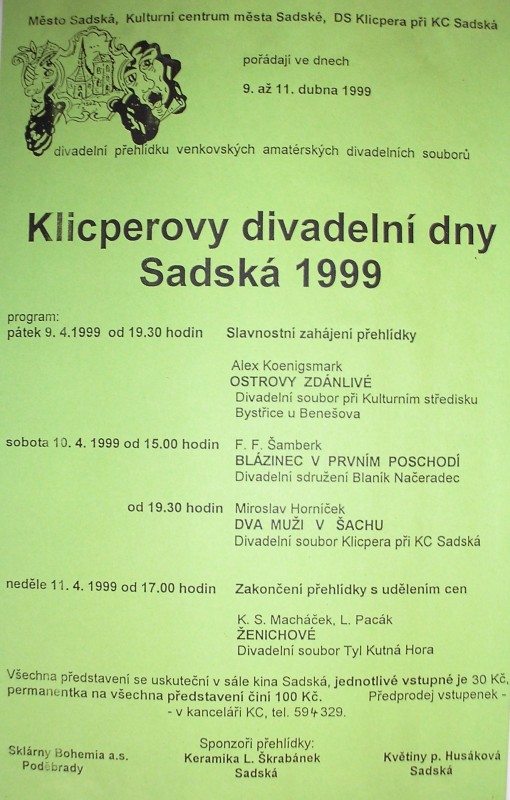 Město Sadská, Kulturní centrum města Sadské, DS Klicpera při KC Sadská
pořádají ve dnech
9. až 11. dubna 1999
divadelní přehlídku venkovských amatérských divadelních souborů
Klicperovy divadelní dny
Sadská 1999
program:
pátek 9. 4.1999 od 19.30 hodin Slavnostní zahájení přehlídky
Alex Koenigsmark
OSTROVY ZDÁNLIVÉ
Divadelní soubor při Kulturním středisku
Bystřice u Benešova
sobota 10. 4. 1999 od 15.00 hodin F. F. Šamberk
BLÁZINEC V PRVNÍM POSCHODÍ
Divadelní sdružení Blaník Načeradec
od 19.30 hodin Miroslav Horníček
DVA MUŽI V ŠACHU
Divadelní soubor Klicpera při KC Sadská
neděle 11. 4. 1999 od 17.00 hodin Zakončení přehlídky s udělením cen
K. S. Macháček, L. Pacák
ŽENICHOVÉ
Divadelní soubor Tyl Kutná Hora
Všechna představení se uskuteční v sále kina Sadská, jednotlivé vstupné je 30 Kč,
permanentka na všechna představení činí 100 Kč. Předprodej vstupenek -
- v kanceláři KC, tel. 594 329.
Sponzoři přehlídky:
Sklárny Bohemia a.s. Keramika L. Škrabánek Květiny p. Husáková
Poděbrady Sadská Sadská